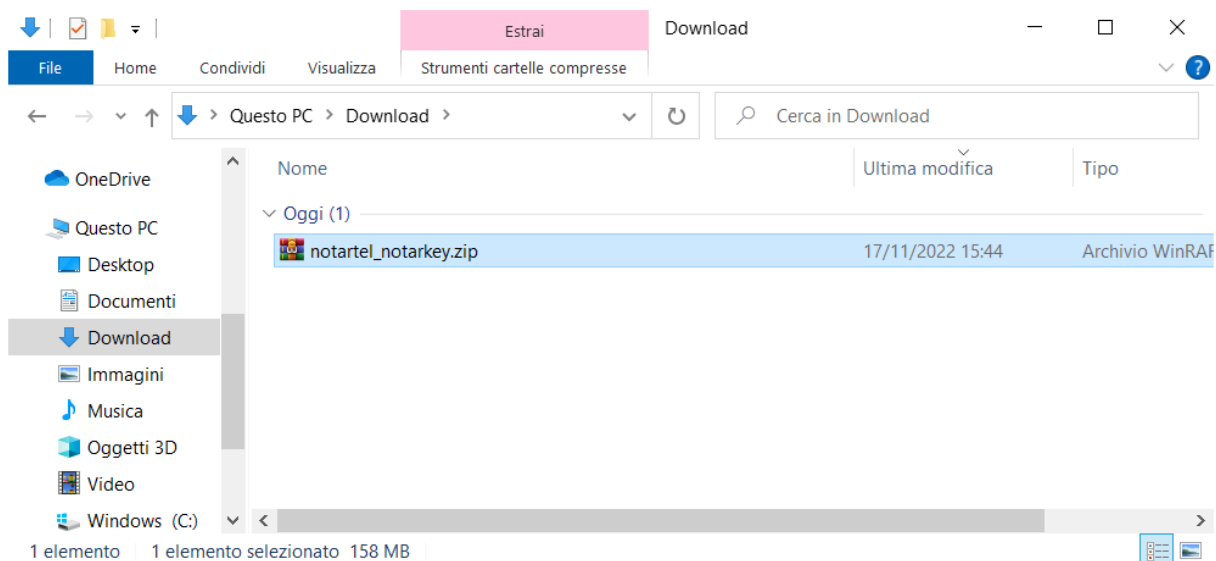 Estrai Download
File Home Condividi Visualizza Strumenti cartelle compresse ?
Questo PC > Download > Cerca in Download
OneDrive
Questo PC
Desktop
Documenti
Download
Immagini
Musica
Oggetti 3D
Video
Windows (C:)
Nome Ultima modifica Tipo
Oggi (1)
notartel_notarkey.zip 17/11/2022 15:44 Archivio WinRAR
1 elemento 1 elemento selezionato 158 MB